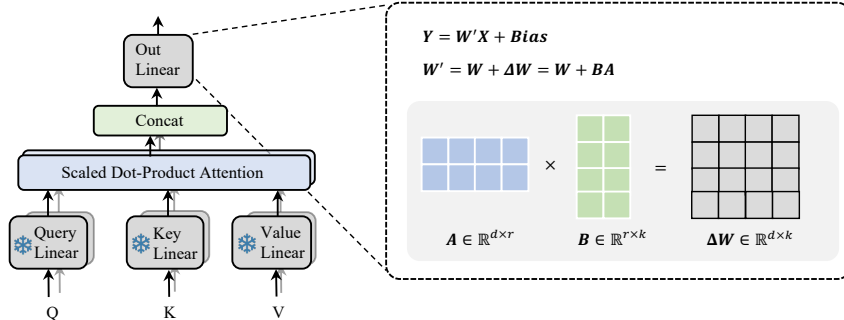 Out
Linear
Concat
Scaled Dot-Product Attention
Query
Linear
Key
Linear
Value
Linear
Q
K
V
Y = W'X + Bias
W' = W + ΔW = W + BA
×
=
A ∈ ℝ^{d×r}
B ∈ ℝ^{r×k}
ΔW ∈ ℝ^{d×k}